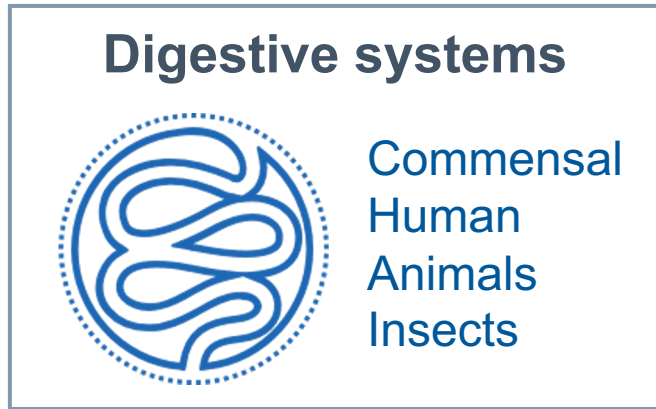 Digestive systems
Commensal
Human
Animals
Insects